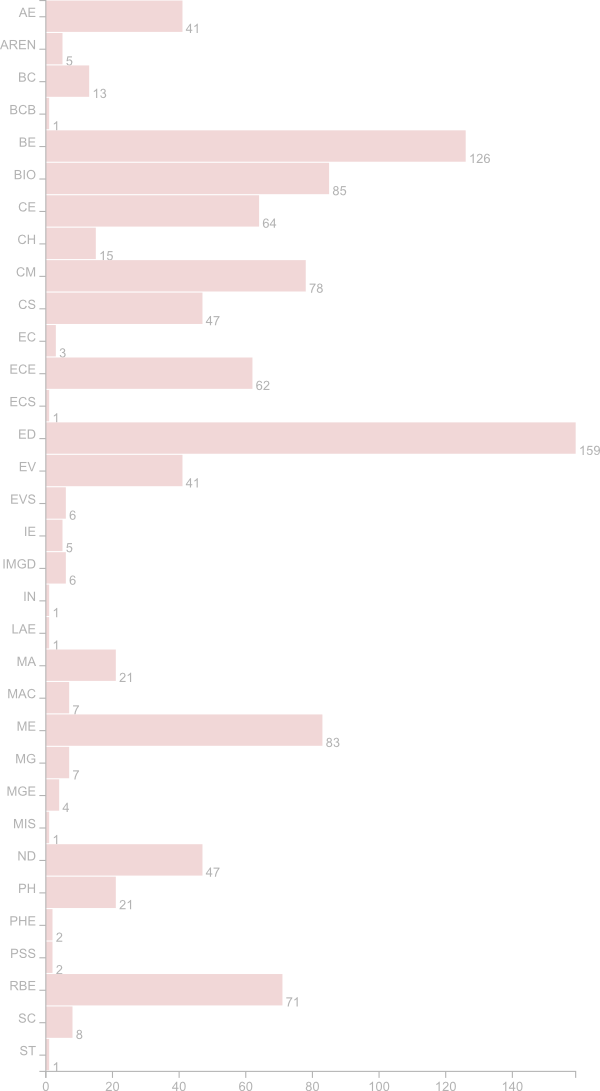 AE 41
AREN 5
BC 13
BCB 1
BE 126
BIO 85
CE 64
CH 15
CM 78
CS 47
EC 3
ECE 62
ECS 1
ED 159
EV 41
EVS 6
IE 5
IMGD 6
IN 1
LAE 1
MA 21
MAC 7
ME 83
MG 7
MGE 4
MIS 1
ND 47
PH 21
PHE 2
PSS 2
RBE 71
SC 8
ST 1
0 20 40 60 80 100 120 140